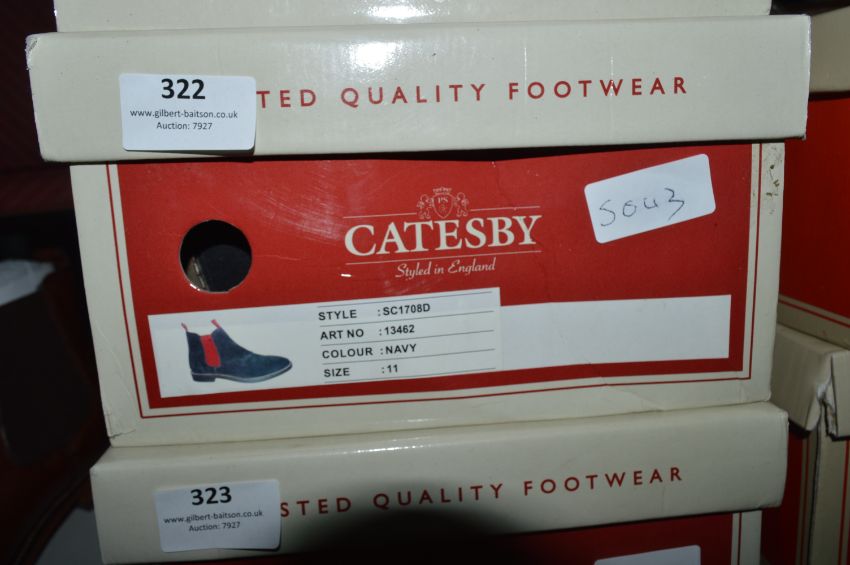 322
www.gilbert-baitson.co.uk
Auction: 7927
TED QUALITY FOOTWEAR
PS
CATESBY
Styled in England
5043
STYLE : SC1708D
ART NO : 13462
COLOUR : NAVY
SIZE : 11
323
www.gilbert-baitson.co.uk
Auction: 7927
STED QUALITY FOOTWEAR